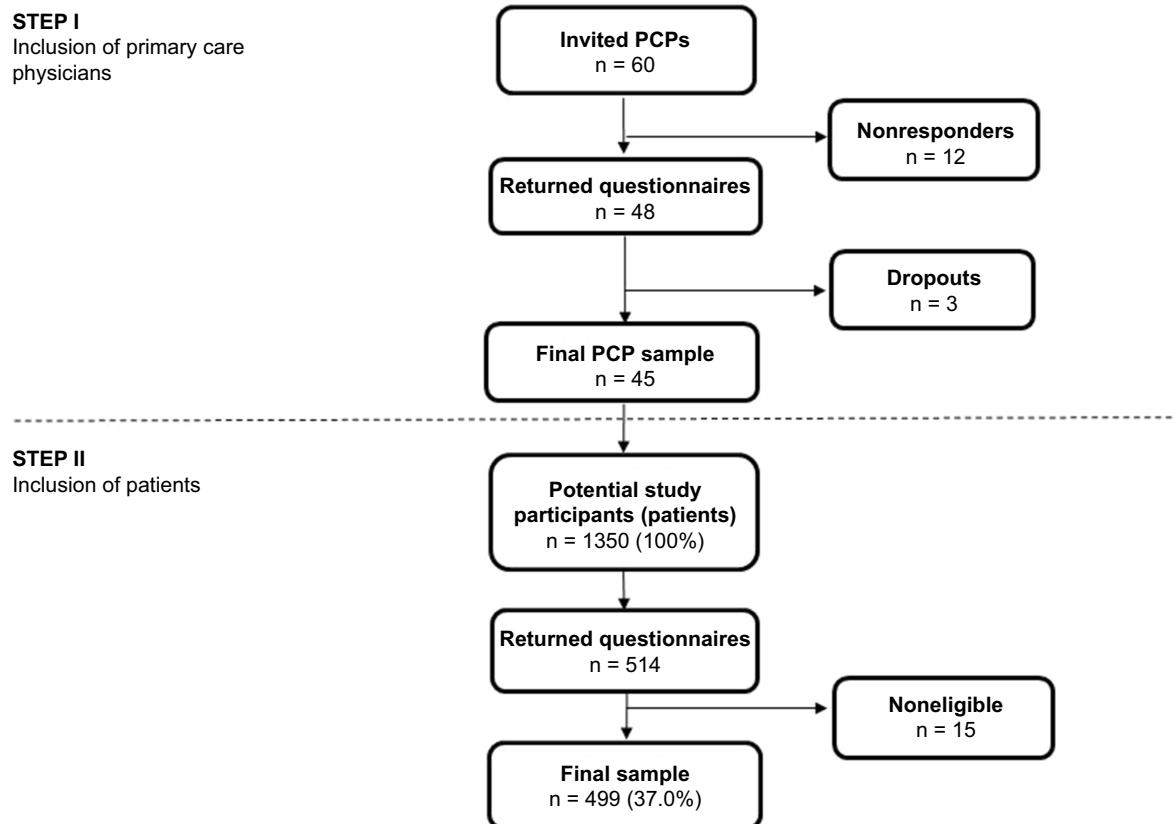 STEP I
Inclusion of primary care
physicians
Invited PCPs
n = 60
Nonresponders
n = 12
Returned questionnaires
n = 48
Dropouts
n = 3
Final PCP sample
n = 45
STEP II
Inclusion of patients
Potential study
participants (patients)
n = 1350 (100%)
Returned questionnaires
n = 514
Noneligible
n = 15
Final sample
n = 499 (37.0%)